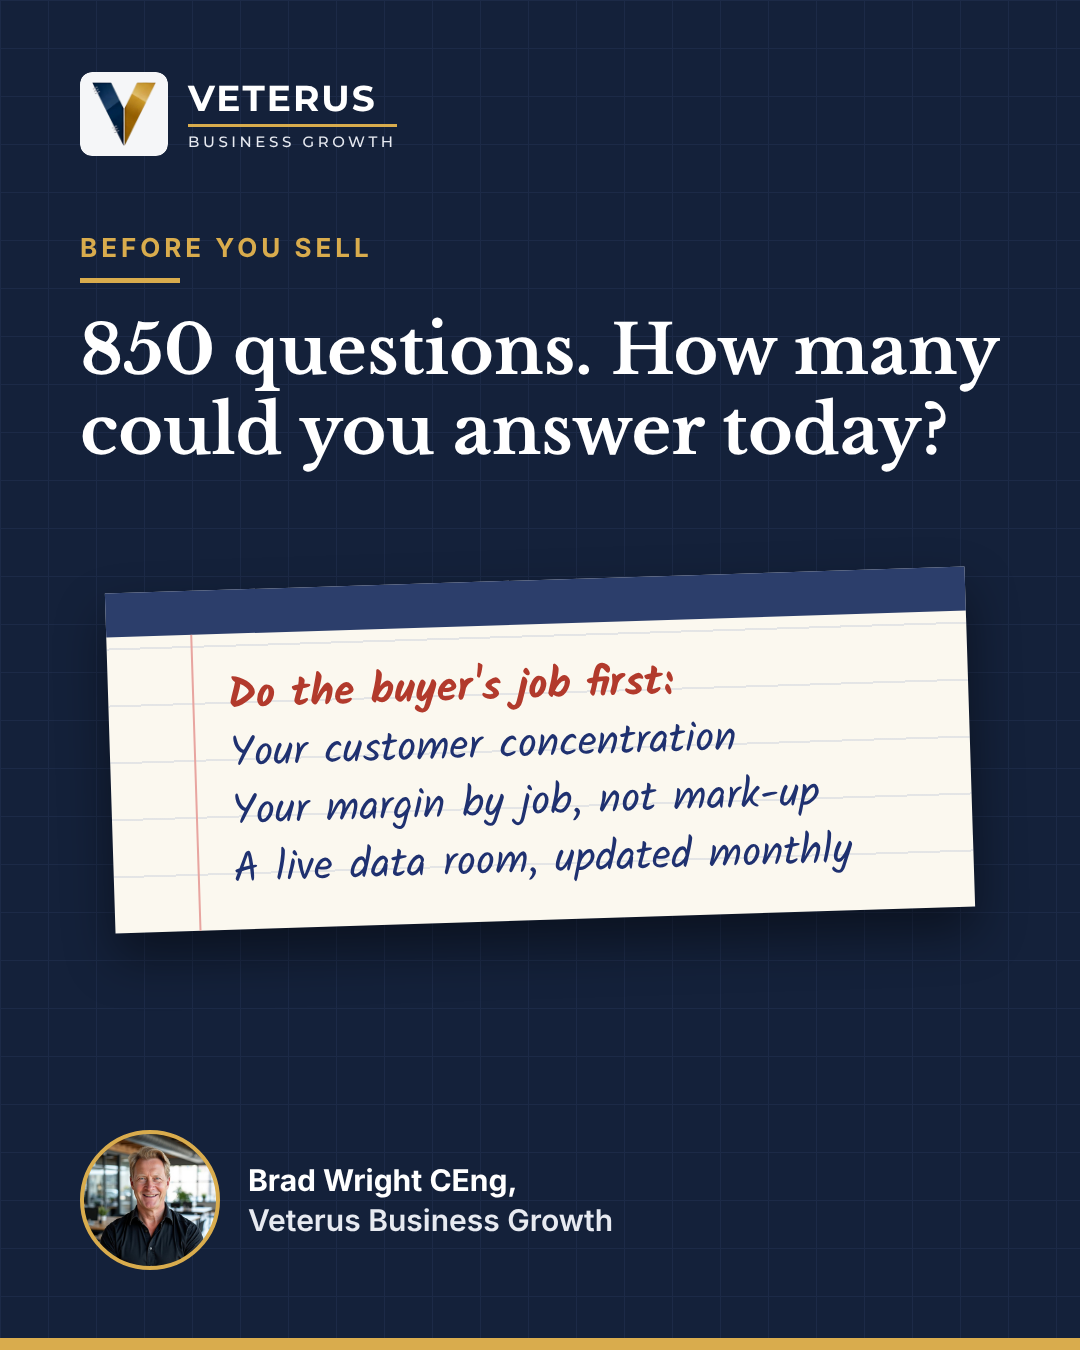 VETERUS
BUSINESS GROWTH
BEFORE YOU SELL
850 questions. How many
could you answer today?
Do the buyer's job first:
Your customer concentration
Your margin by job, not mark-up
A live data room, updated monthly
Brad Wright CEng,
Veterus Business Growth